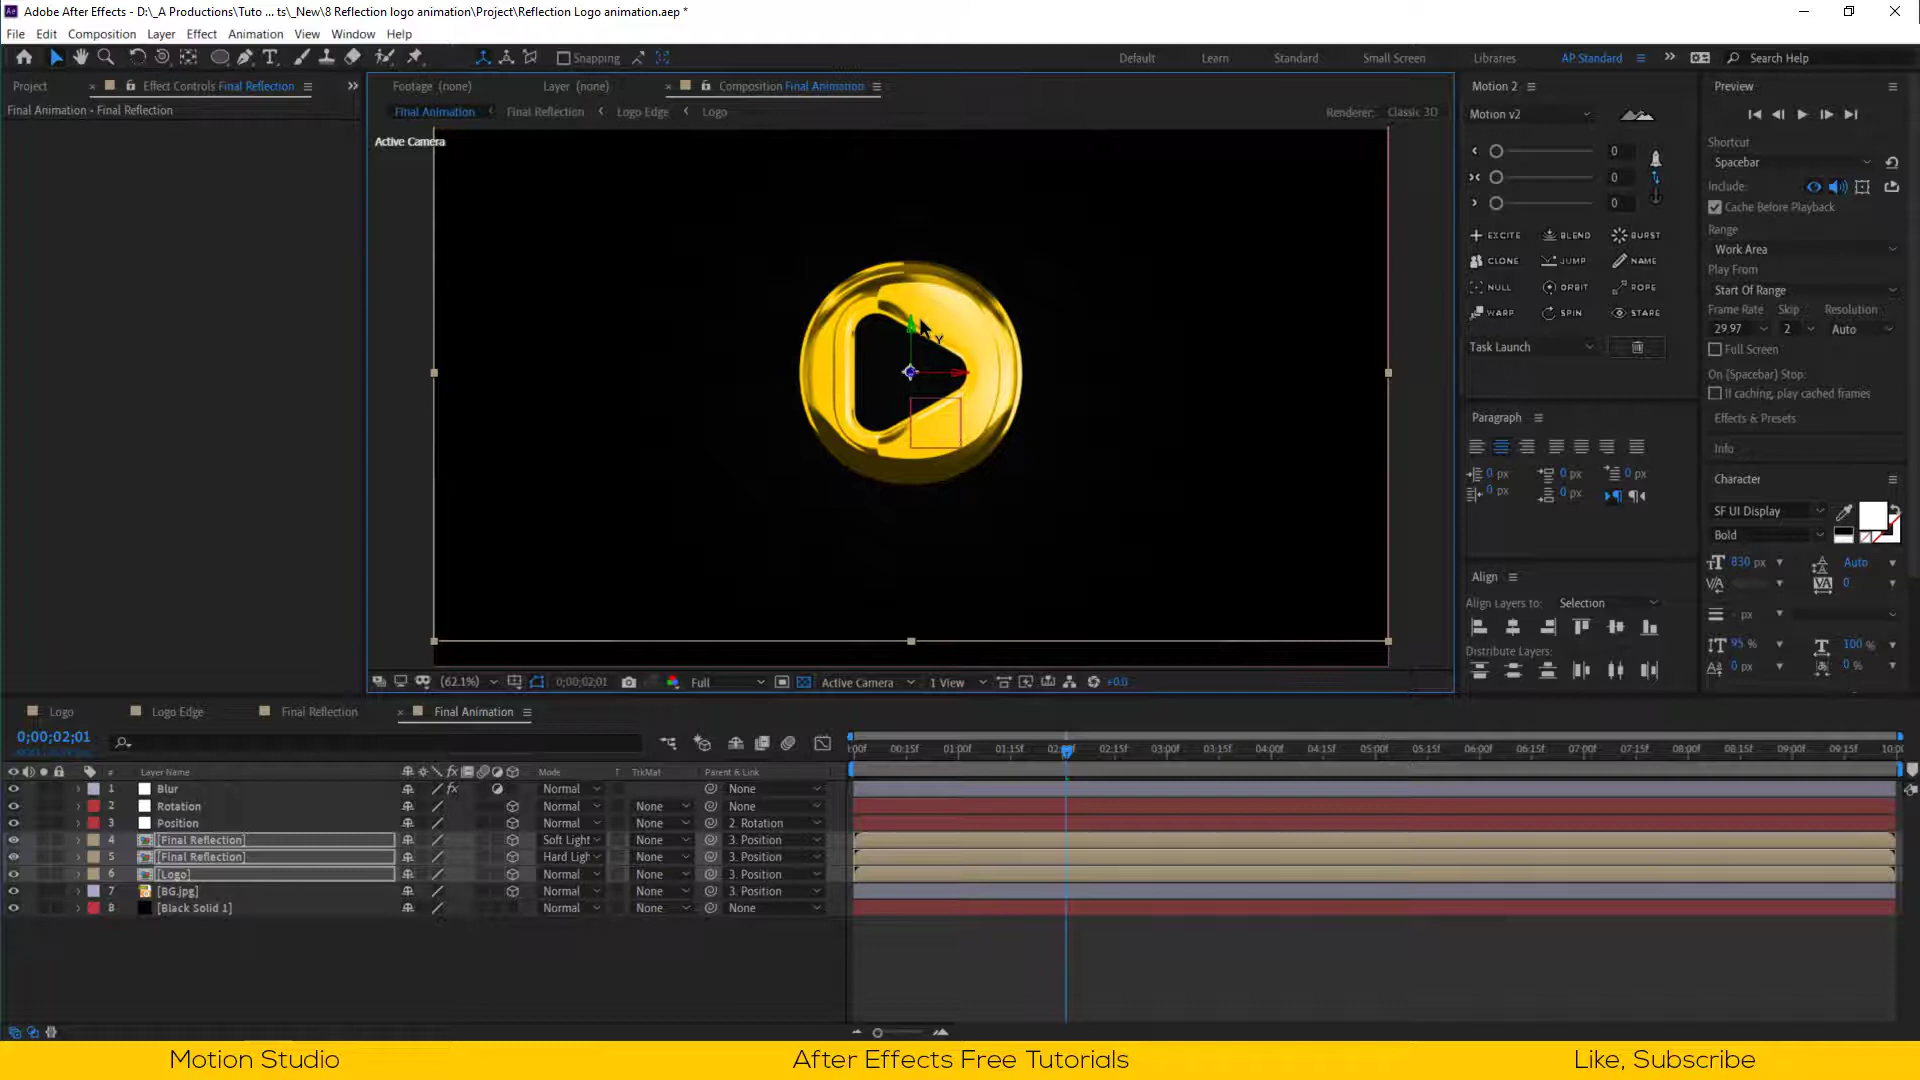 Adobe After Effects - D:\_A Productions\Tuto ... ts\_New\8 Reflection logo animation\Project\Reflection Logo animation.aep *
File Edit Composition Layer Effect Animation View Window Help
Snapping
Default Learn Standard Small Screen Libraries AP Standard Search Help
Project Effect Controls Final Reflection
Final Animation - Final Reflection
Footage (none) Layer (none) Composition Final Animation
Final Animation Final Reflection Logo Edge Logo
Renderer: Classic 3D
Active Camera
Y
(62.1%) 0;00;02;01 Full Active Camera 1 View +0.0
Motion 2
Motion v2
0
0
0
EXCITE BLEND BURST
CLONE JUMP NAME
NULL ORBIT ROPE
WARP SPIN STARE
Task Launch
Paragraph
0 px 0 px 0 px
0 px 0 px
Align
Align Layers to: Selection
Distribute Layers:
Preview
Shortcut
Spacebar
Include:
Cache Before Playback
Range
Work Area
Play From
Start Of Range
Frame Rate Skip Resolution
29.97 2 Auto
Full Screen
On (Spacebar) Stop:
If caching, play cached frames
Effects & Presets
Info
Character
SF UI Display
Bold
830 px Auto
0
- px
95 % 100 %
0 px 0 %
Logo Logo Edge Final Reflection Final Animation
0;00;02;01
:00f 00:15f 01:00f 01:15f 02:00f 02:15f 03:00f 03:15f 04:00f 04:15f 05:00f 05:15f 06:00f 06:15f 07:00f 07:15f 08:00f 08:15f 09:00f 09:15f 10:00
# Layer Name Mode T TrkMat Parent & Link
1 Blur Normal None
2 Rotation Normal None None
3 Position Normal None 2. Rotation
4 [Final Reflection] Soft Light None 3. Position
5 [Final Reflection] Hard Ligh None 3. Position
6 [Logo] Normal None 3. Position
7 [BG.jpg] Normal None 3. Position
8 [Black Solid 1] Normal None None
Motion Studio After Effects Free Tutorials Like, Subscribe